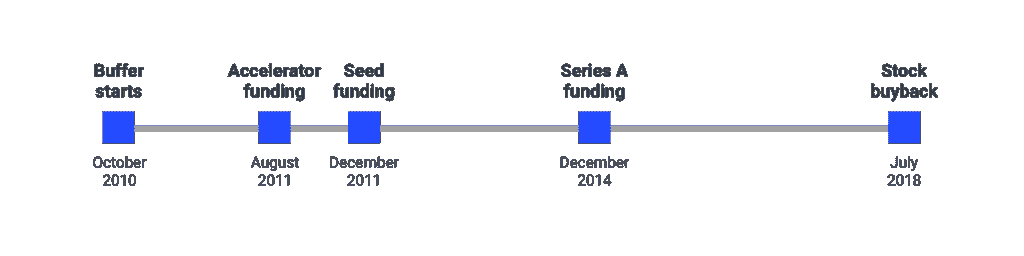 Buffer
starts
Accelerator
funding
Seed
funding
Series A
funding
Stock
buyback
October
2010
August
2011
December
2011
December
2014
July
2018